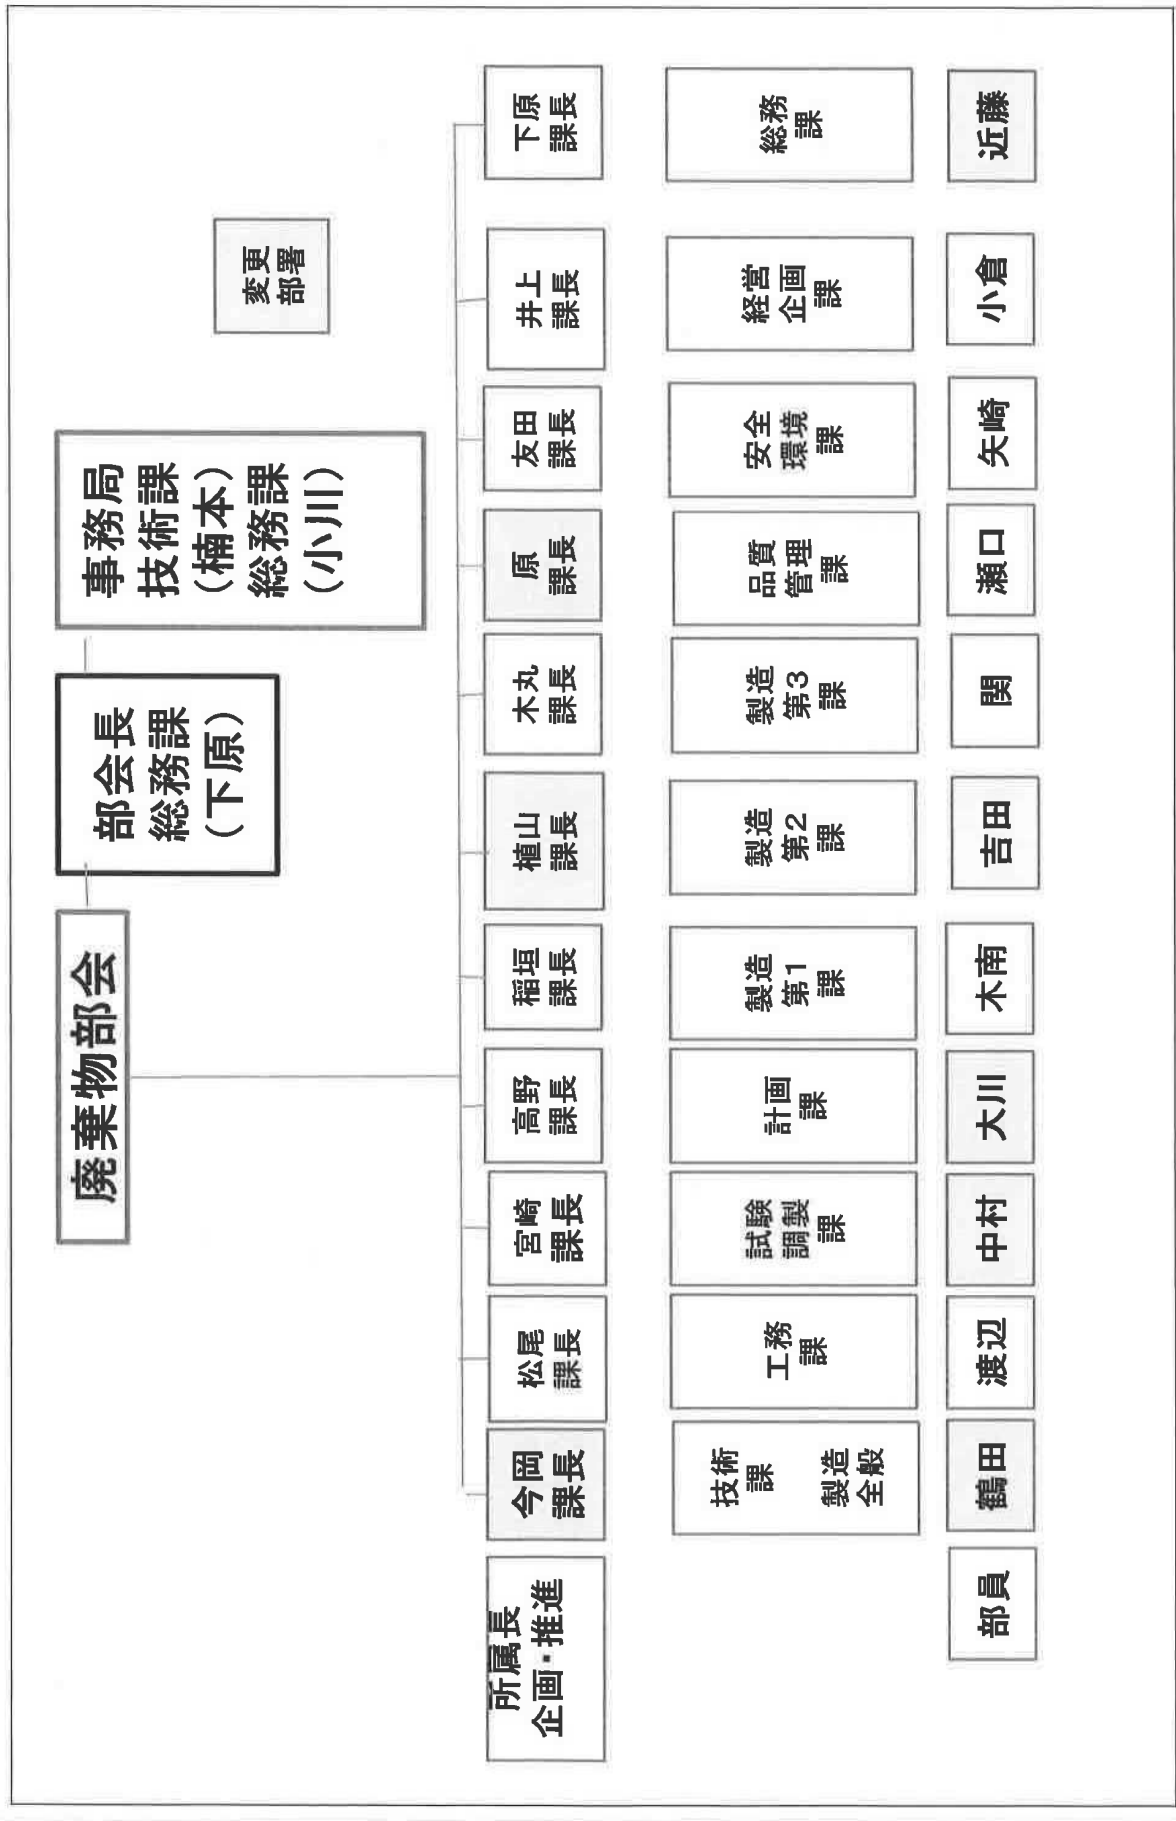 廃棄物部会
部会長
総務課
(下原)
事務局
技術課
(楠本)
総務課
(小川)
変更
部署
所属長
企画・推進
今岡
課長
松尾
課長
宮崎
課長
高野
課長
稲垣
課長
植山
課長
木丸
課長
原
課長
友田
課長
井上
課長
下原
課長
技術
課
製造
全般
工務
課
試験
調製
課
計画
課
製造
第1
課
製造
第2
課
製造
第3
課
品質
管理
課
安全
環境
課
経営
企画
課
総務
課
部員
鶴田
渡辺
中村
大川
木南
吉田
関
瀬口
矢崎
小倉
近藤